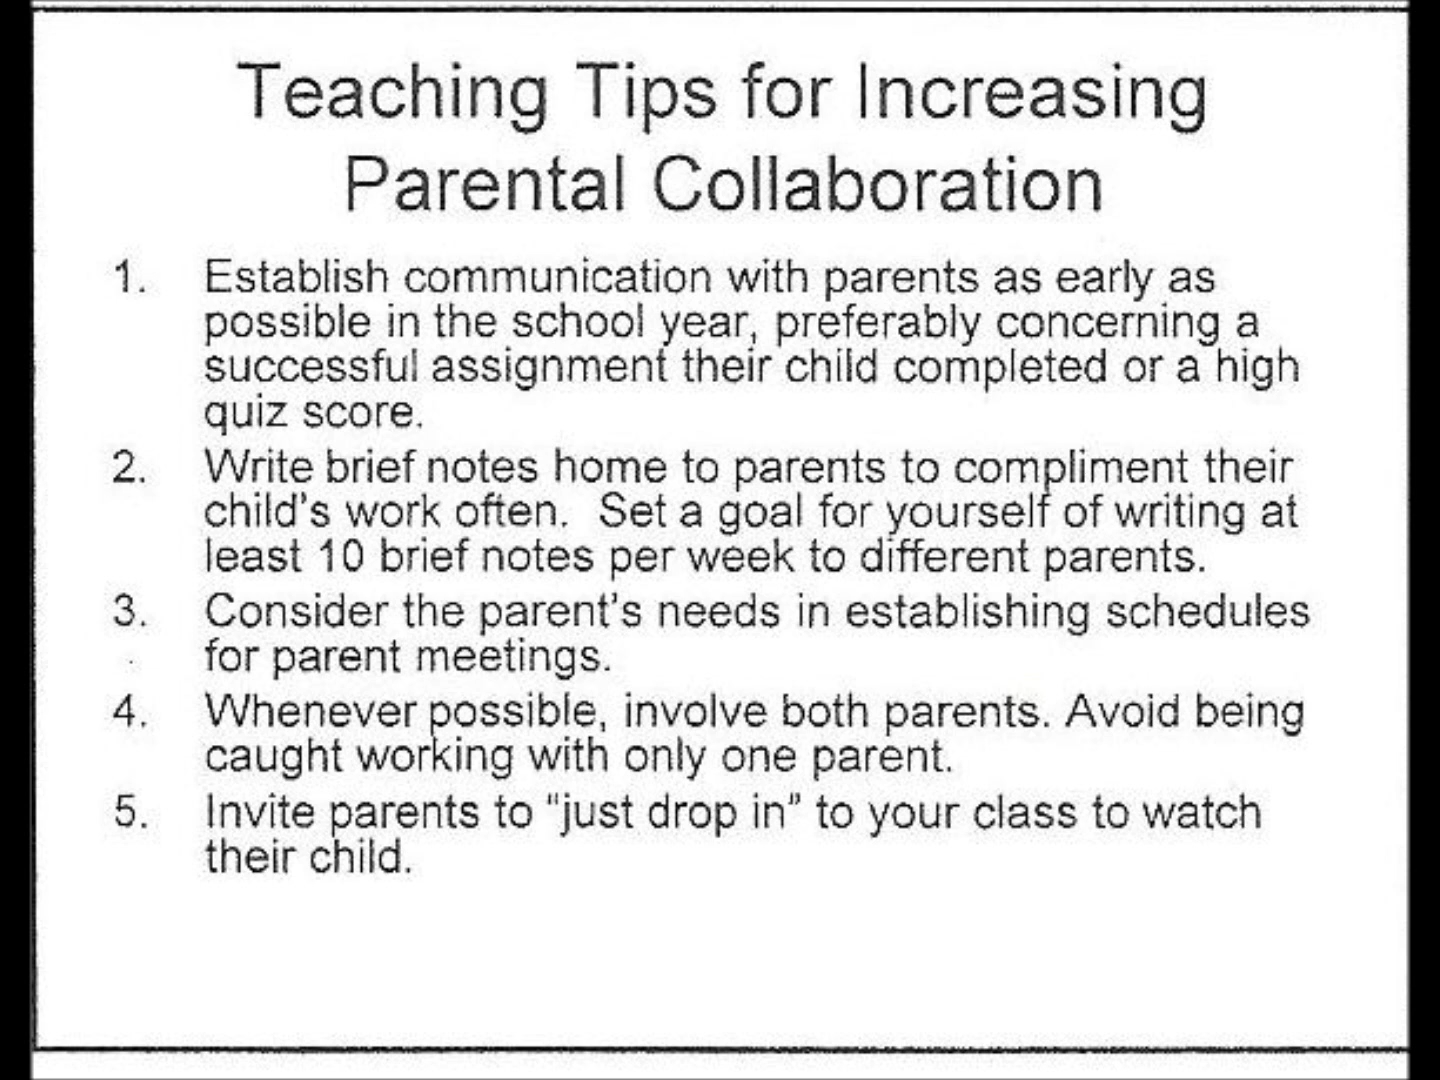 Teaching Tips for Increasing
Parental Collaboration
1. Establish communication with parents as early as
possible in the school year, preferably concerning a
successful assignment their child completed or a high
quiz score.
2. Write brief notes home to parents to compliment their
child's work often.  Set a goal for yourself of writing at
least 10 brief notes per week to different parents.
3. Consider the parent's needs in establishing schedules
for parent meetings.
4. Whenever possible, involve both parents. Avoid being
caught working with only one parent.
5. Invite parents to "just drop in" to your class to watch
their child.